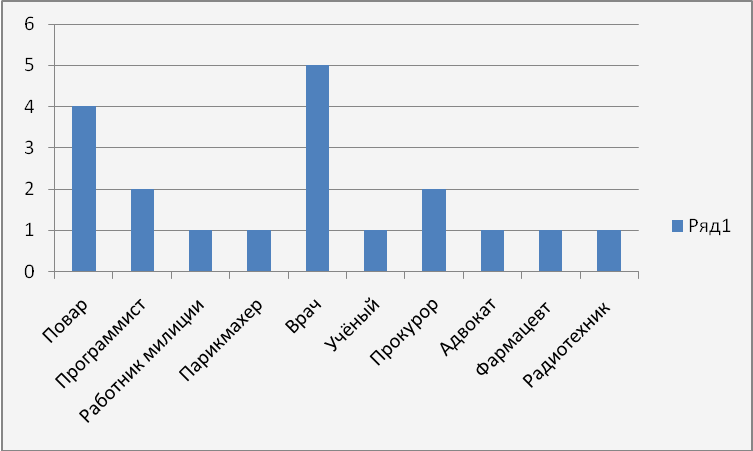 6
5
4
3
2
1
0
Повар
Программист
Работник милиции
Парикмахер
Врач
Учёный
Прокурор
Адвокат
Фармацевт
Радиотехник
Ряд1